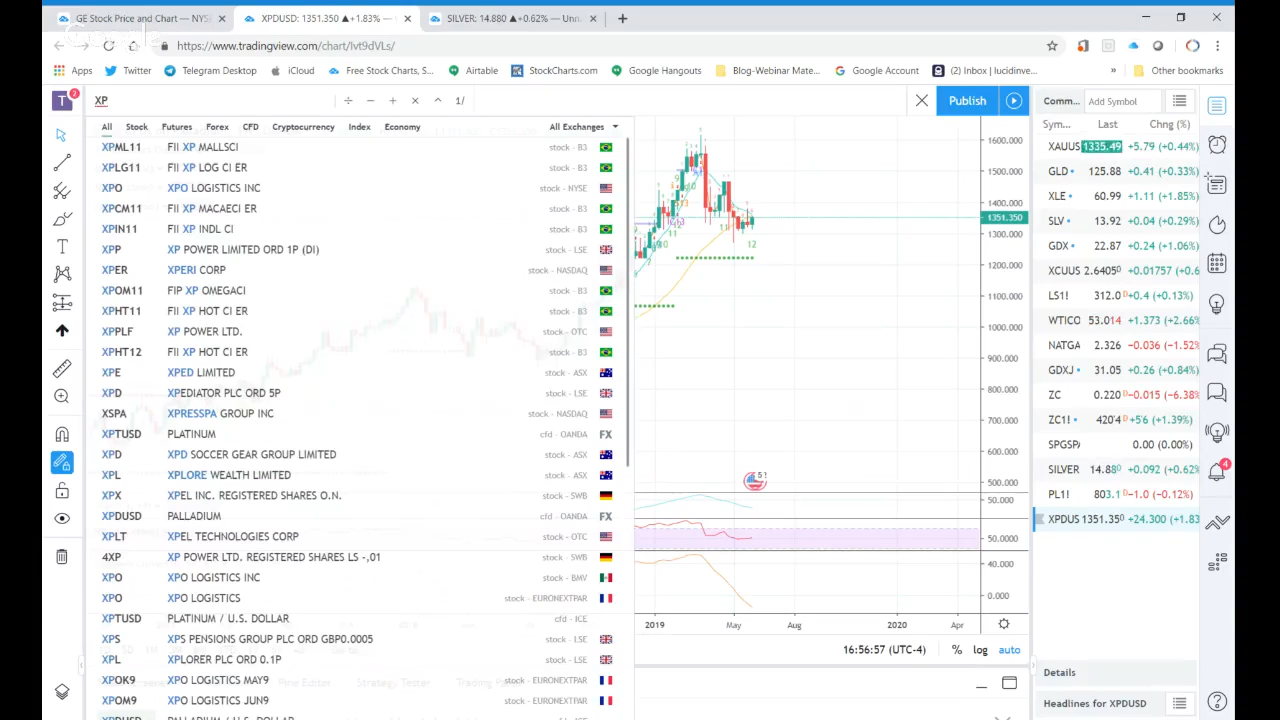 GE Stock Price and Chart — NYS
XPDUSD: 1351.350 ▲+1.83% —
SILVER: 14.880 ▲+0.62% — Unn
https://www.tradingview.com/chart/lvt9dVLs/
Apps Twitter Telegram Desktop iCloud Free Stock Charts, S... Airtable StockCharts.com Google Hangouts Blog-Webinar Mate... Google Account (2) Inbox | lucidinve... » Other bookmarks
XP ÷ − + × ^ 1/
Publish
All Stock Futures Forex CFD Cryptocurrency Index Economy All Exchanges
XPML11 FII XP MALLSCI stock - B3
XPLG11 FII XP LOG CI ER stock - B3
XPO XPO LOGISTICS INC stock - NYSE
XPCM11 FII XP MACAECI ER stock - B3
XPIN11 FII XP INDL CI stock - B3
XPP XP POWER LIMITED ORD 1P (DI) stock - LSE
XPER XPERI CORP stock - NASDAQ
XPOM11 FIP XP OMEGACI stock - B3
XPHT11 FII XP HOT CI ER stock - B3
XPPLF XP POWER LTD. stock - OTC
XPHT12 FII XP HOT CI ER stock - B3
XPE XPED LIMITED stock - ASX
XPD XPEDIATOR PLC ORD 5P stock - LSE
XSPA XPRESSPA GROUP INC stock - NASDAQ
XPTUSD PLATINUM cfd - OANDA FX
XPD XPD SOCCER GEAR GROUP LIMITED stock - ASX
XPL XPLORE WEALTH LIMITED stock - ASX
XPX XPEL INC. REGISTERED SHARES O.N. stock - SWB
XPDUSD PALLADIUM cfd - OANDA FX
XPLT XPEL TECHNOLOGIES CORP stock - OTC
4XP XP POWER LTD. REGISTERED SHARES LS -,01 stock - SWB
XPO XPO LOGISTICS INC stock - BMV
XPO XPO LOGISTICS stock - EURONEXTPAR
XPTUSD PLATINUM / U.S. DOLLAR cfd - ICE
XPS XPS PENSIONS GROUP PLC ORD GBP0.0005 stock - LSE
XPL XPLORER PLC ORD 0.1P stock - LSE
XPOK9 XPO LOGISTICS MAY9 stock - EURONEXTPAR
XPOM9 XPO LOGISTICS JUN9 stock - EURONEXTPAR
XPDUSD PALLADIUM / U.S. DOLLAR
Pine Editor Strategy Tester
1600.000
1500.000
1400.000
1351.350
1300.000
1200.000
1100.000
1000.000
900.000
800.000
700.000
600.000
500.000
50.000
50.0000
40.000
0.000
11
12
2019 May Aug 2020 Apr
16:56:57 (UTC-4) % log auto
Comm... Add Symbol
Sym... Last Chng (%)
XAUUS 1335.49 +5.79 (+0.44%)
GLD 125.88 +0.41 (+0.33%)
XLE 60.99 +1.11 (+1.85%)
SLV 13.92 +0.04 (+0.29%)
GDX 22.87 +0.24 (+1.06%)
XCUUS 2.6405 D +0.01757 (+0.6
LS1! 312.0 D +0.4 (+0.13%)
WTICO 53.014 +1.373 (+2.66%
NATGA 2.326 −0.036 (−1.52%
GDXJ 31.05 +0.26 (+0.84%)
ZC 0.220 D −0.015 (−6.38%
ZC1! 420'4 D +5'6 (+1.39%)
SPGSPA 0.00 (0.00%)
SILVER 14.880 +0.092 (+0.62%
PL1! 803.1 D −1.0 (−0.12%)
XPDUS 1351.350 +24.300 (+1.83
Details
Headlines for XPDUSD